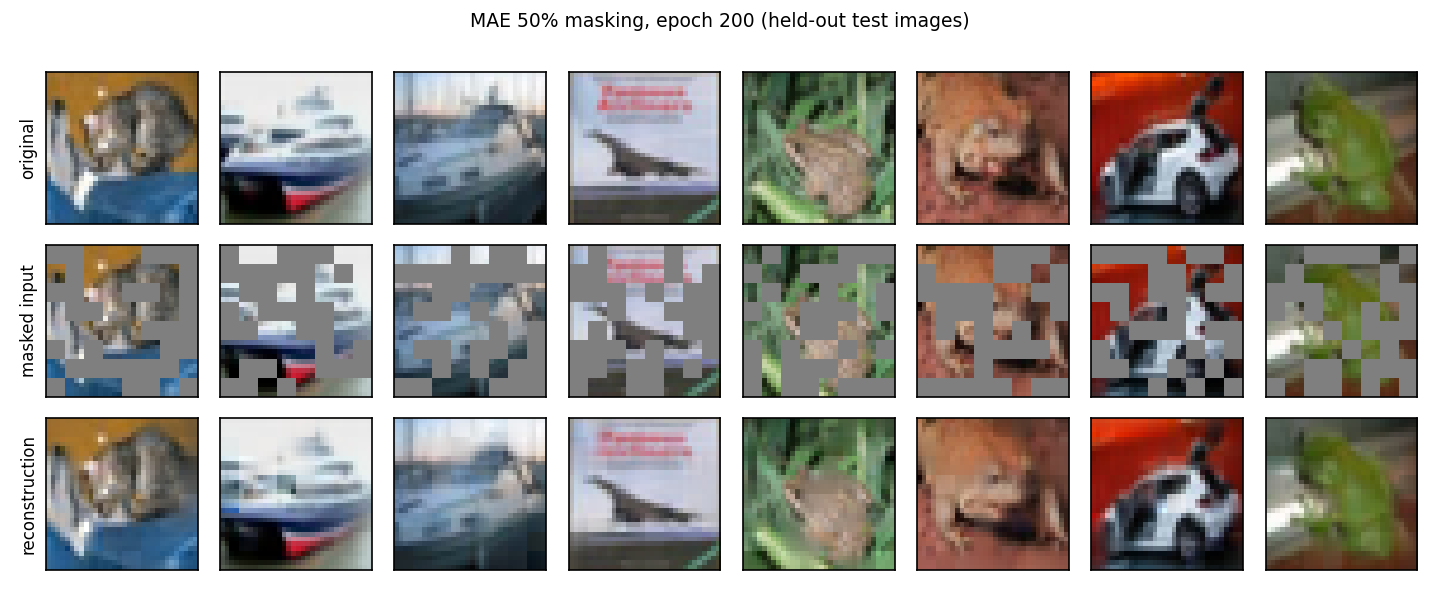 MAE 50% masking, epoch 200 (held-out test images)
original
masked input
reconstruction